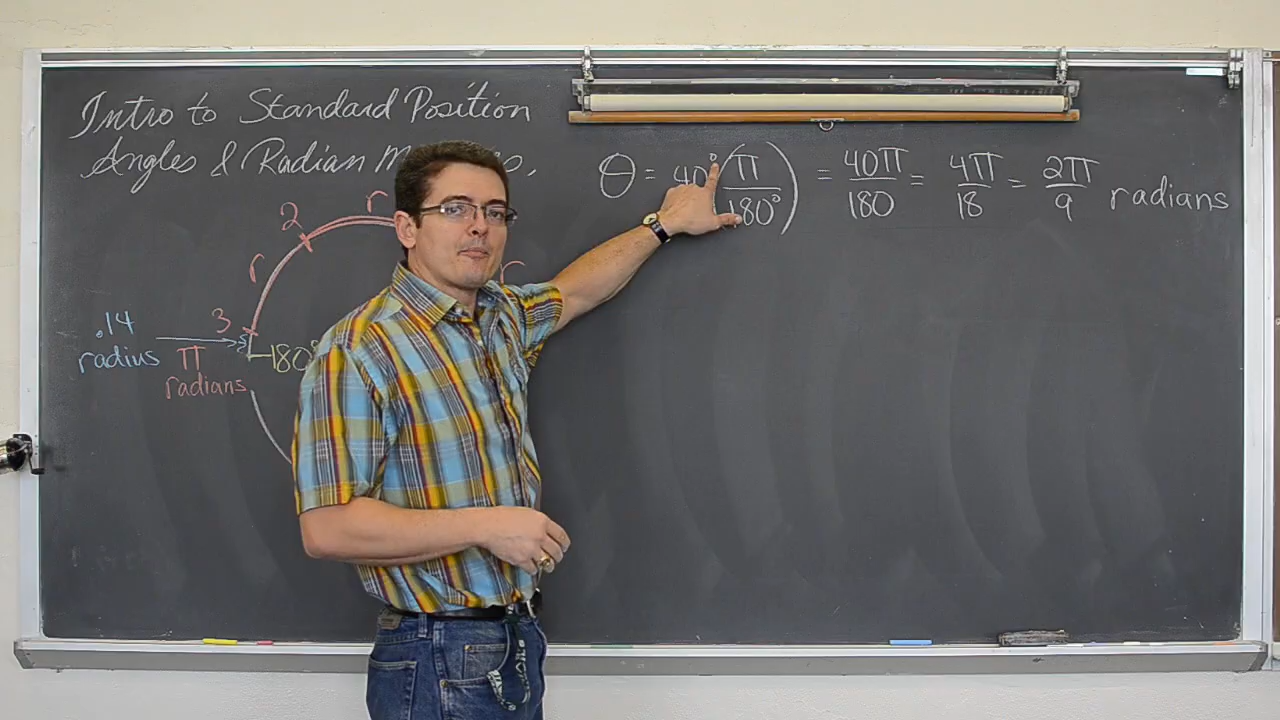 Intro to Standard Position
Angles & Radian
θ = 40° (π/180°) = 40π/180 = 4π/18 = 2π/9 radians
r
2
r
r
3
.14
radius
π
radians
180°